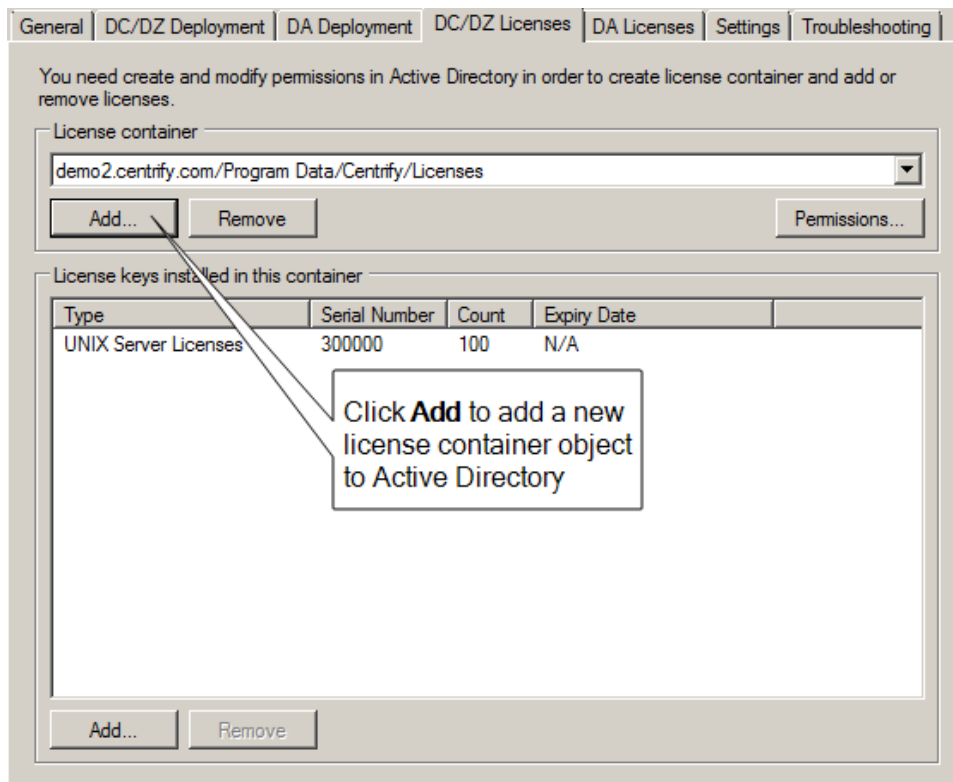 General DC/DZ Deployment DA Deployment DC/DZ Licenses DA Licenses Settings Troubleshooting
You need create and modify permissions in Active Directory in order to create license container and add or
remove licenses.
License container
demo2.centrify.com/Program Data/Centrify/Licenses
Add... Remove Permissions...
License keys installed in this container
Type Serial Number Count Expiry Date
UNIX Server Licenses 300000 100 N/A
Click Add to add a new
license container object
to Active Directory
Add... Remove